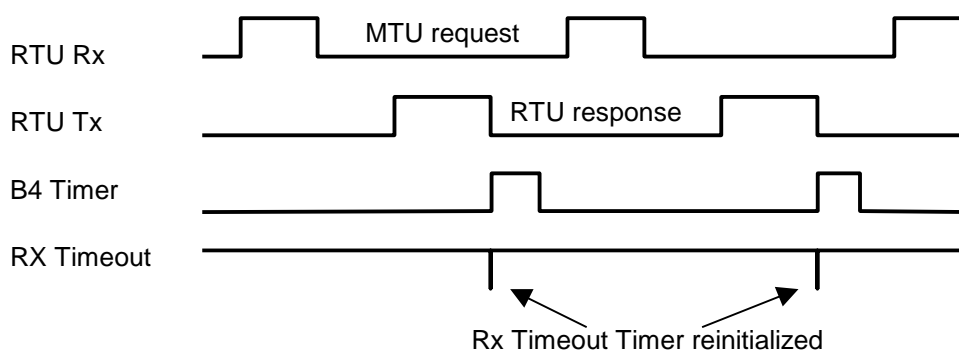 MTU request
RTU Rx
RTU Tx
RTU response
B4 Timer
RX Timeout
Rx Timeout Timer reinitialized